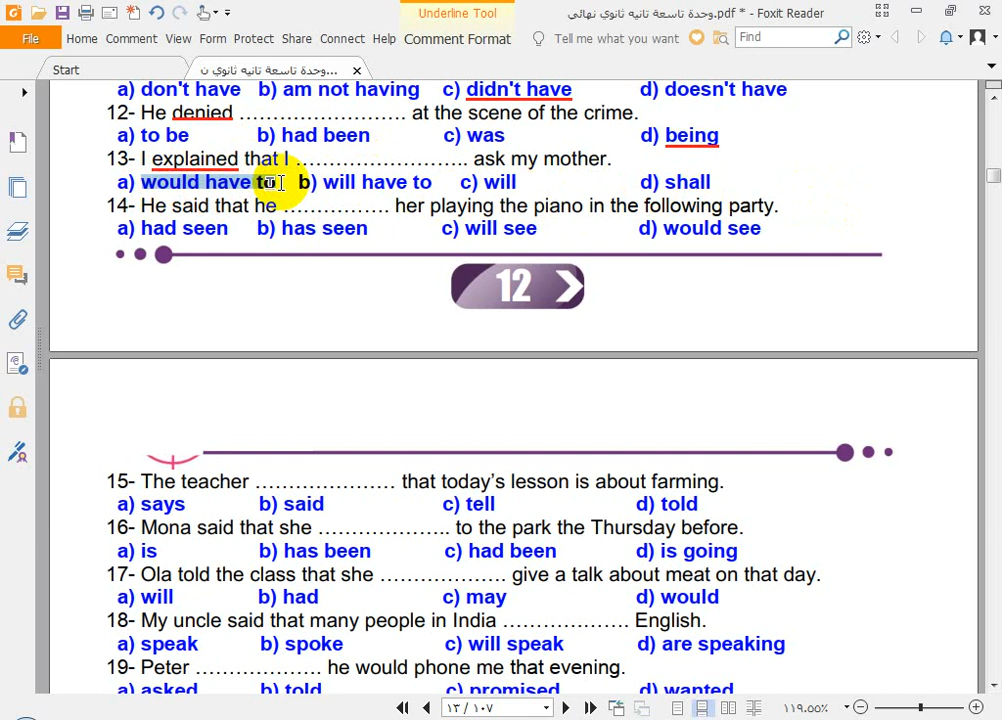 Underline Tool
وحدة تاسعة تانيه ثانوي نهائي.pdf * - Foxit Reader
File Home Comment View Form Protect Share Connect Help Comment Format Tell me what you want Find
Start وحدة تاسعة تانيه ثانوي ن...
a) don't have b) am not having c) didn't have d) doesn't have
12- He denied ………………………. at the scene of the crime.
a) to be b) had been c) was d) being
13- I explained that I ……………………….. ask my mother.
a) would have to b) will have to c) will d) shall
14- He said that he ……………. her playing the piano in the following party.
a) had seen b) has seen c) will see d) would see
12
15- The teacher ………………… that today's lesson is about farming.
a) says b) said c) tell d) told
16- Mona said that she ……………….. to the park the Thursday before.
a) is b) has been c) had been d) is going
17- Ola told the class that she ………………. give a talk about meat on that day.
a) will b) had c) may d) would
18- My uncle said that many people in India ………………. English.
a) speak b) spoke c) will speak d) are speaking
19- Peter ………………. he would phone me that evening.
a) asked b) told c) promised d) wanted
١٣ / ١٠٧ ١١٩.٥٥%